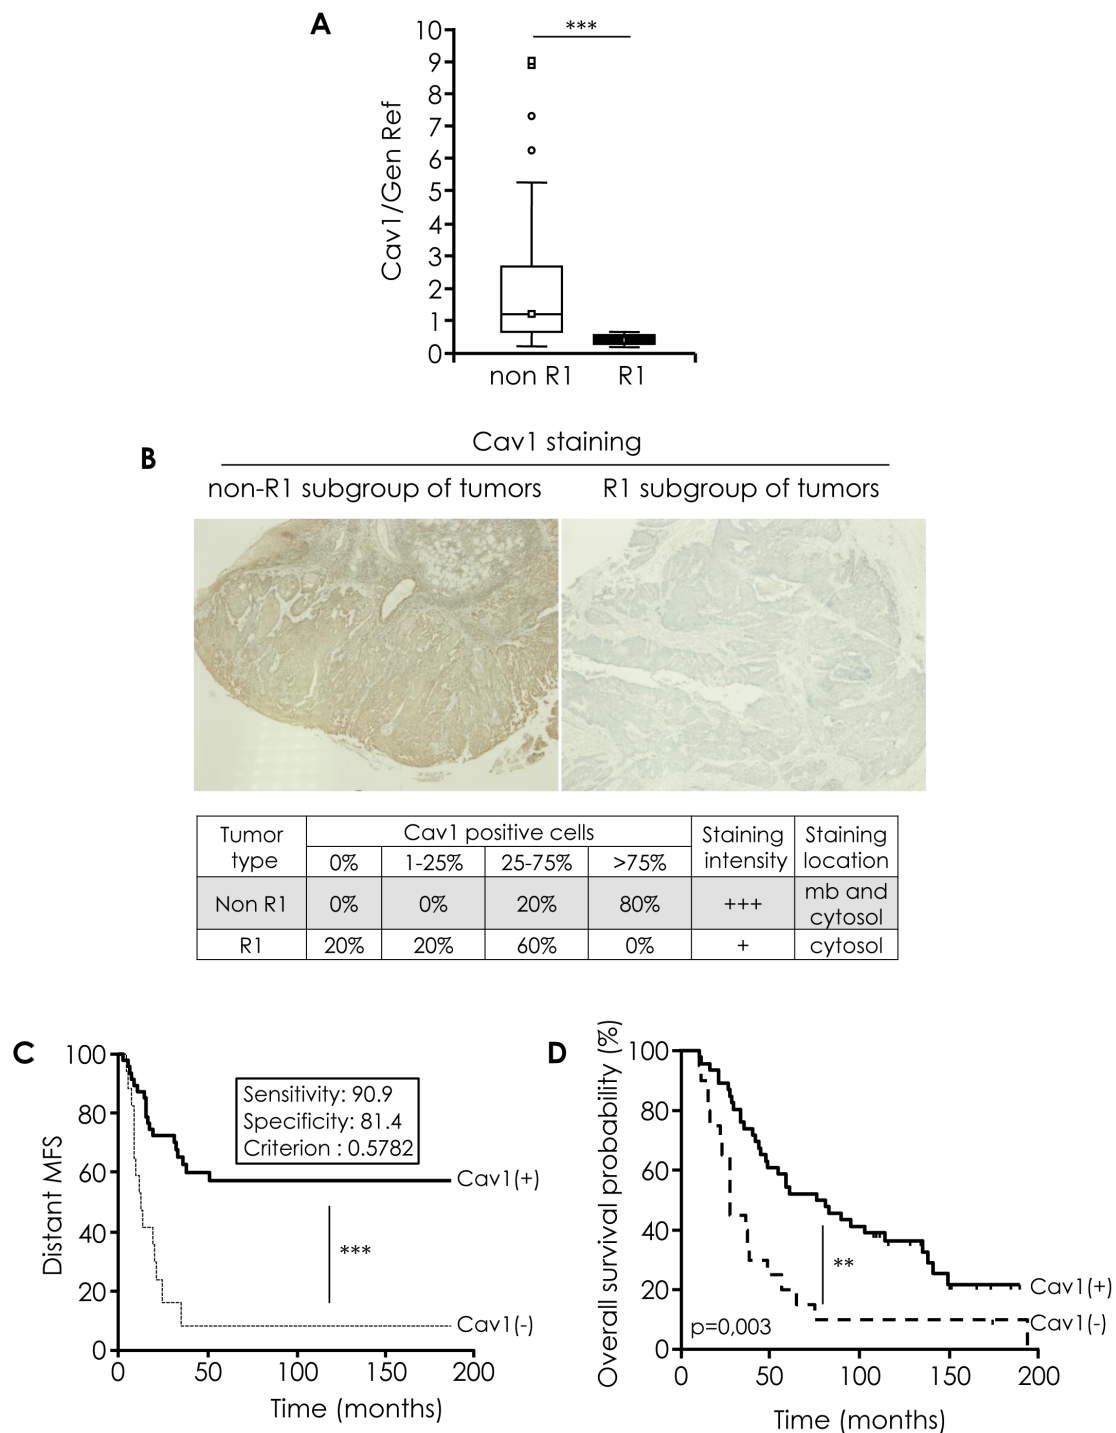 A
***
10
9
8
7
6
5
4
3
2
1
0
Cav1/Gen Ref
non R1 R1
B
Cav1 staining
non-R1 subgroup of tumors R1 subgroup of tumors
Tumor type Cav1 positive cells Staining intensity Staining location
0% 1-25% 25-75% >75%
Non R1 0% 0% 20% 80% +++ mb and cytosol
R1 20% 20% 60% 0% + cytosol
C
100
80
60
40
20
0
Distant MFS
Sensitivity: 90.9
Specificity: 81.4
Criterion : 0.5782
Cav1(+)
***
Cav1(-)
0 50 100 150 200
Time (months)
D
100
80
60
40
20
0
Overall survival probability (%)
**
Cav1(+)
Cav1(-)
p=0,003
0 50 100 150 200
Time (months)